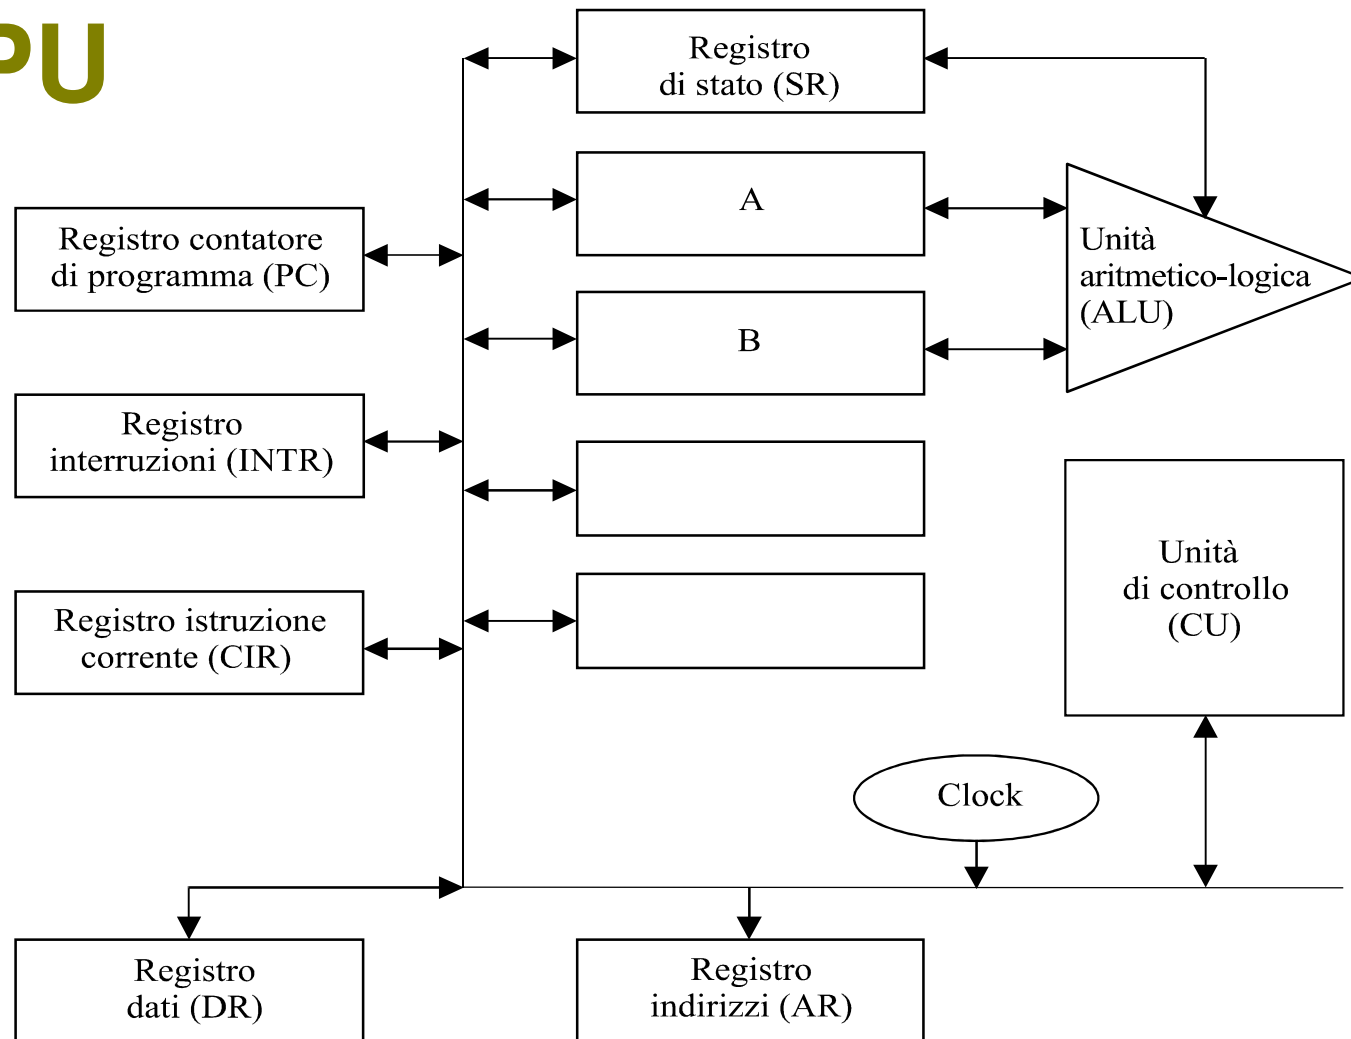 PU
Registro
di stato (SR)
A
Registro contatore
di programma (PC)
Unità
aritmetico-logica
(ALU)
B
Registro
interruzioni (INTR)
Unità
di controllo
(CU)
Registro istruzione
corrente (CIR)
Clock
Registro
dati (DR)
Registro
indirizzi (AR)